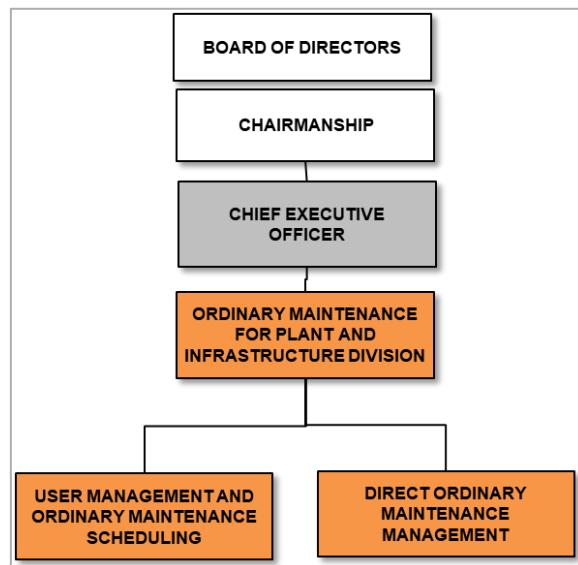 BOARD OF DIRECTORS
CHAIRMANSHIP
CHIEF EXECUTIVE
OFFICER
ORDINARY MAINTENANCE
FOR PLANT AND
INFRASTRUCTURE DIVISION
USER MANAGEMENT AND
ORDINARY MAINTENANCE
SCHEDULING
DIRECT ORDINARY
MAINTENANCE
MANAGEMENT